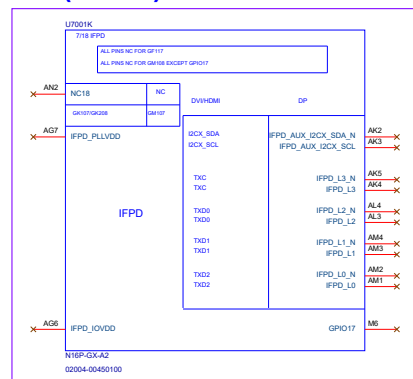 U7001K
7/18 IFPD
ALL PINS NC FOR GF117
ALL PINS NC FOR GM108 EXCEPT GPIO17
AN2 NC18 NC
GK107/GK208 GM107
DVI/HDMI DP
AG7 IFPD_PLLVDD
I2CX_SDA IFPD_AUX_I2CX_SDA_N AK2
I2CX_SCL IFPD_AUX_I2CX_SCL AK3
TXC IFPD_L3_N AK5
TXC IFPD_L3 AK4
IFPD
TXD0 IFPD_L2_N AL4
TXD0 IFPD_L2 AL3
TXD1 IFPD_L1_N AM4
TXD1 IFPD_L1 AM3
TXD2 IFPD_L0_N AM2
TXD2 IFPD_L0 AM1
AG6 IFPD_IOVDD GPIO17 M6
N16P-GX-A2
02004-00450100